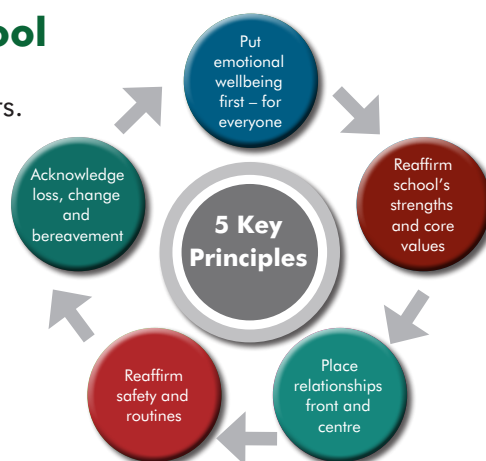 ool
rs.
Put
emotional
wellbeing
first – for
everyone
Reaffirm
school's
strengths
and core
values
Place
relationships
front and
centre
Reaffirm
safety and
routines
Acknowledge
loss, change
and
bereavement
5 Key
Principles